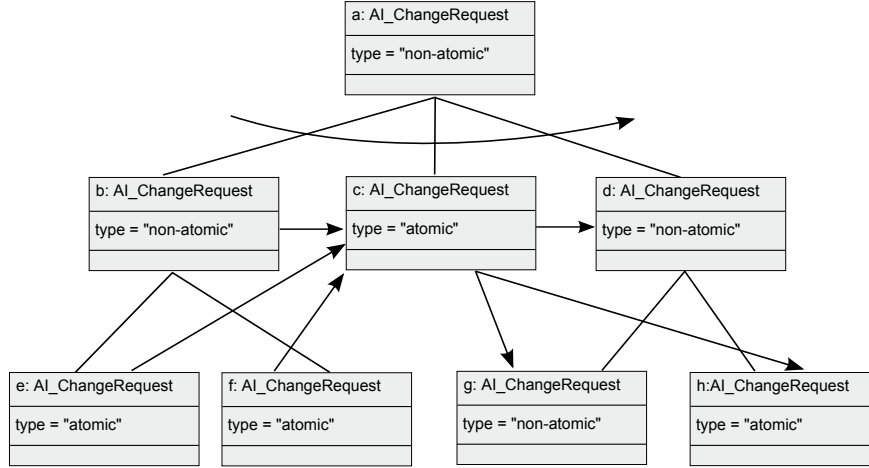 a: AI_ChangeRequest
type = "non-atomic"
b: AI_ChangeRequest
type = "non-atomic"
c: AI_ChangeRequest
type = "atomic"
d: AI_ChangeRequest
type = "non-atomic"
e: AI_ChangeRequest
type = "atomic"
f: AI_ChangeRequest
type = "atomic"
g: AI_ChangeRequest
type = "non-atomic"
h:AI_ChangeRequest
type = "atomic"